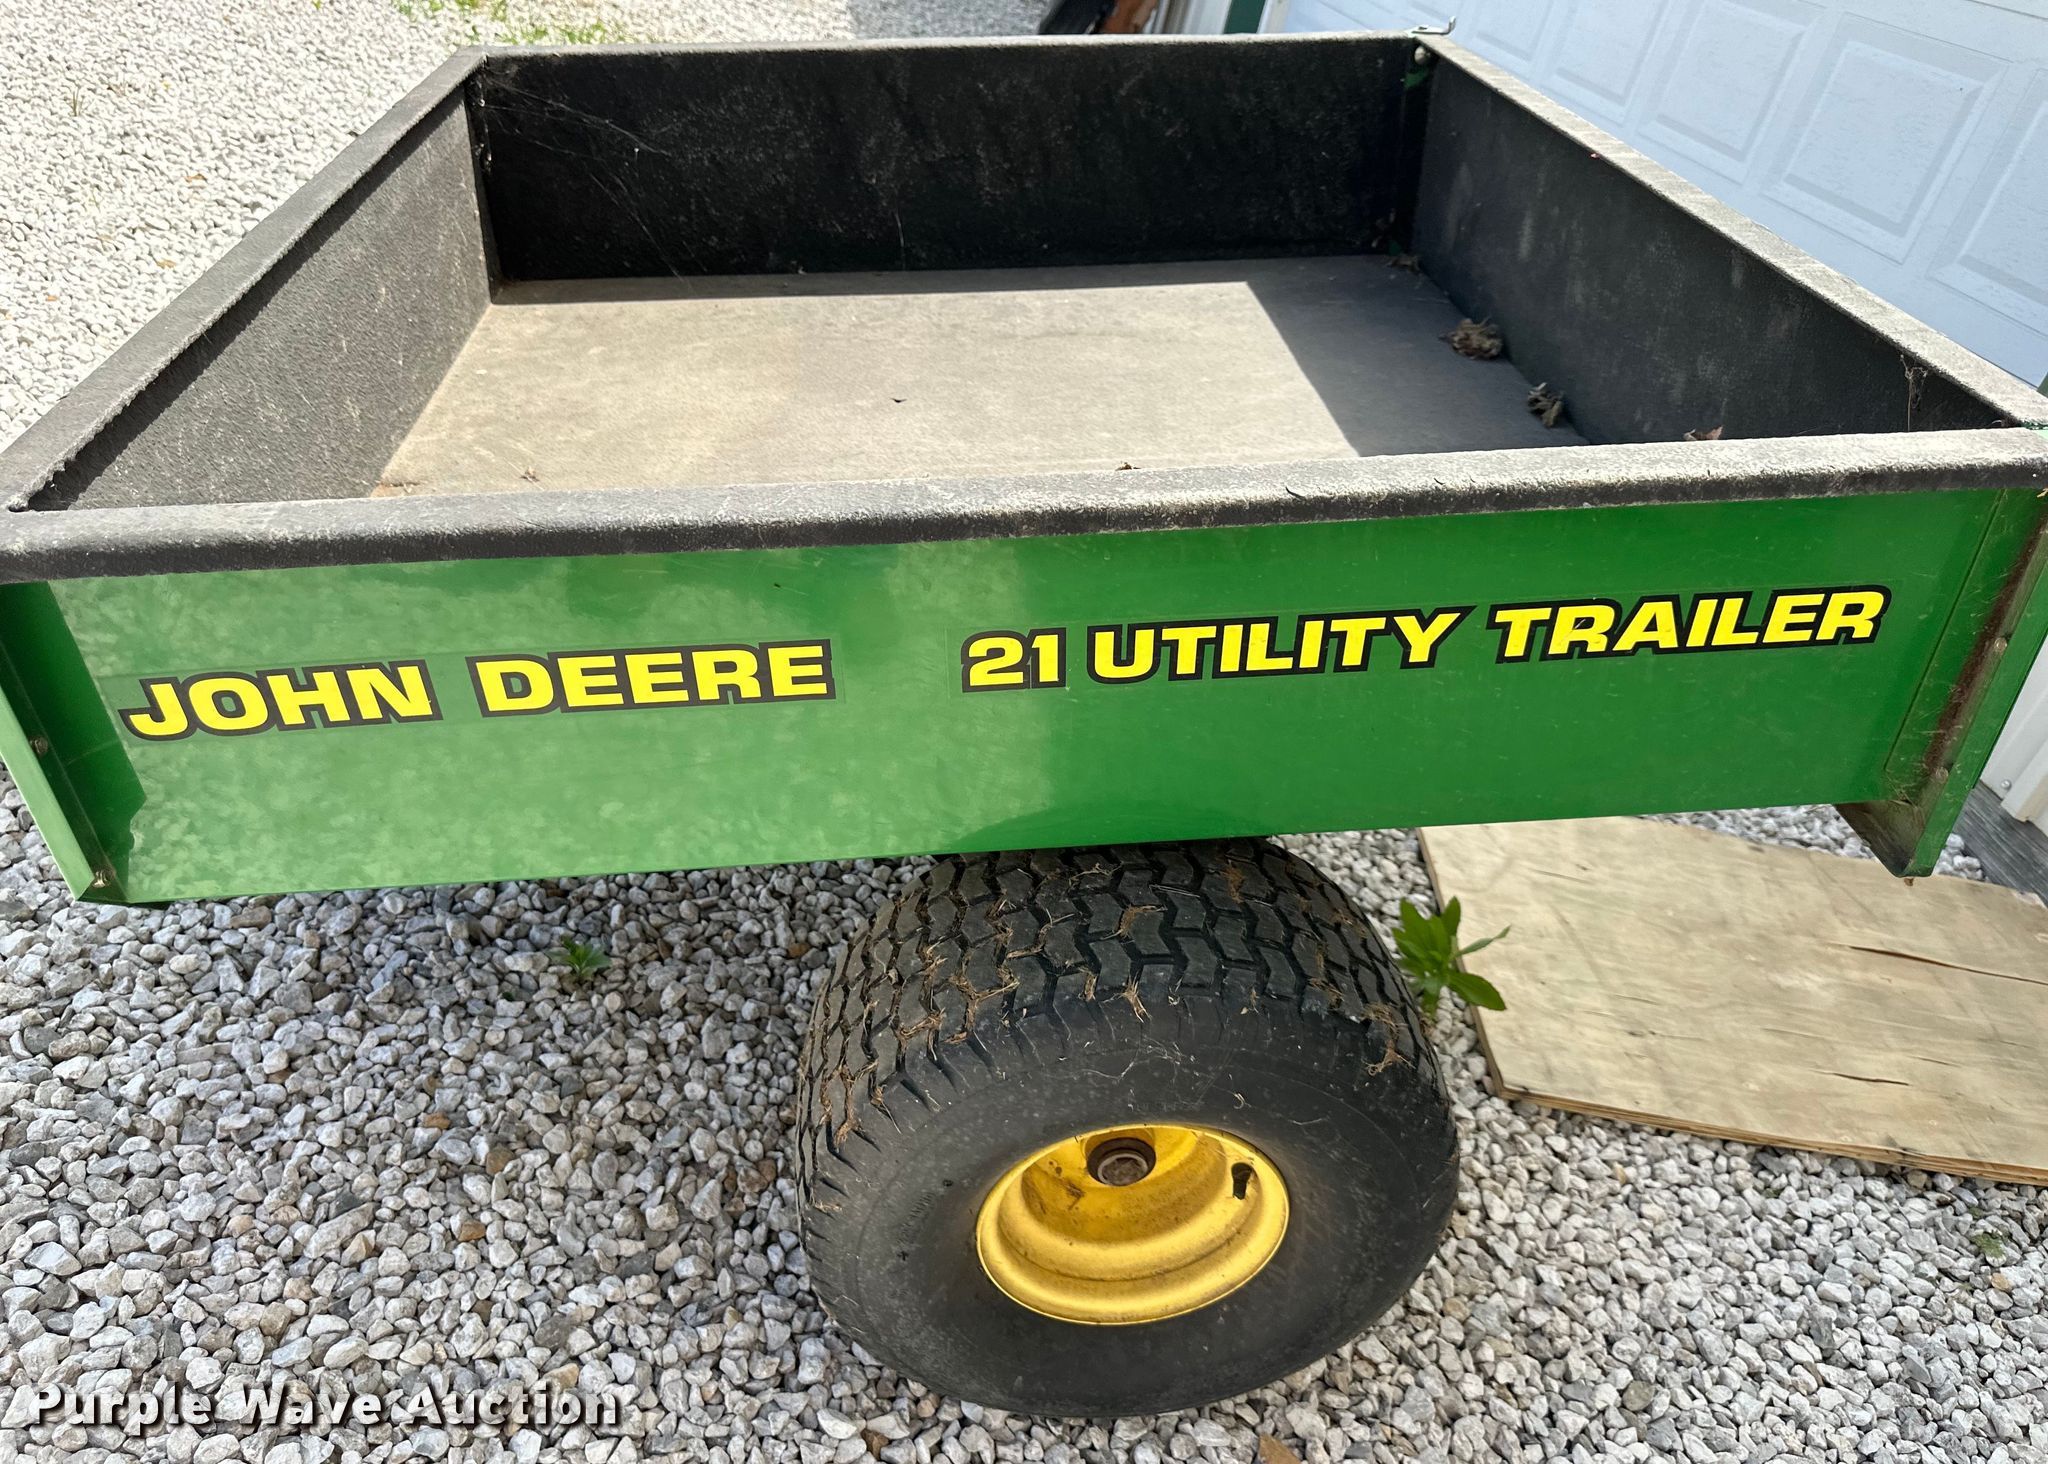 JOHN DEERE 21 UTILITY TRAILER
Purple Wave Auction